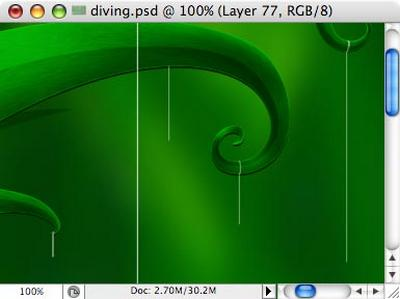 diving.psd @ 100% (Layer 77, RGB/8)
100% Doc: 2.70M/30.2M